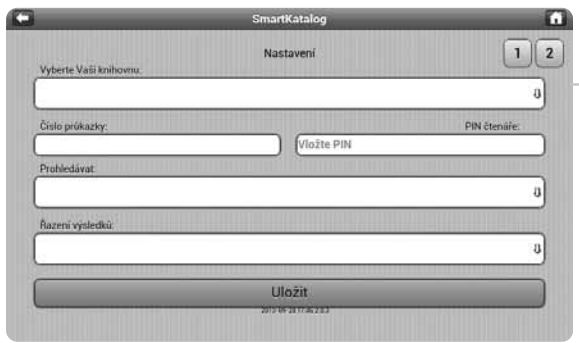 SmartKatalog
Nastavení
1 2
Vyberte Vaši knihovnu:
Číslo průkazky: PIN čtenáře:
Vložte PIN
Prohledávat:
Řazení výsledků:
Uložit